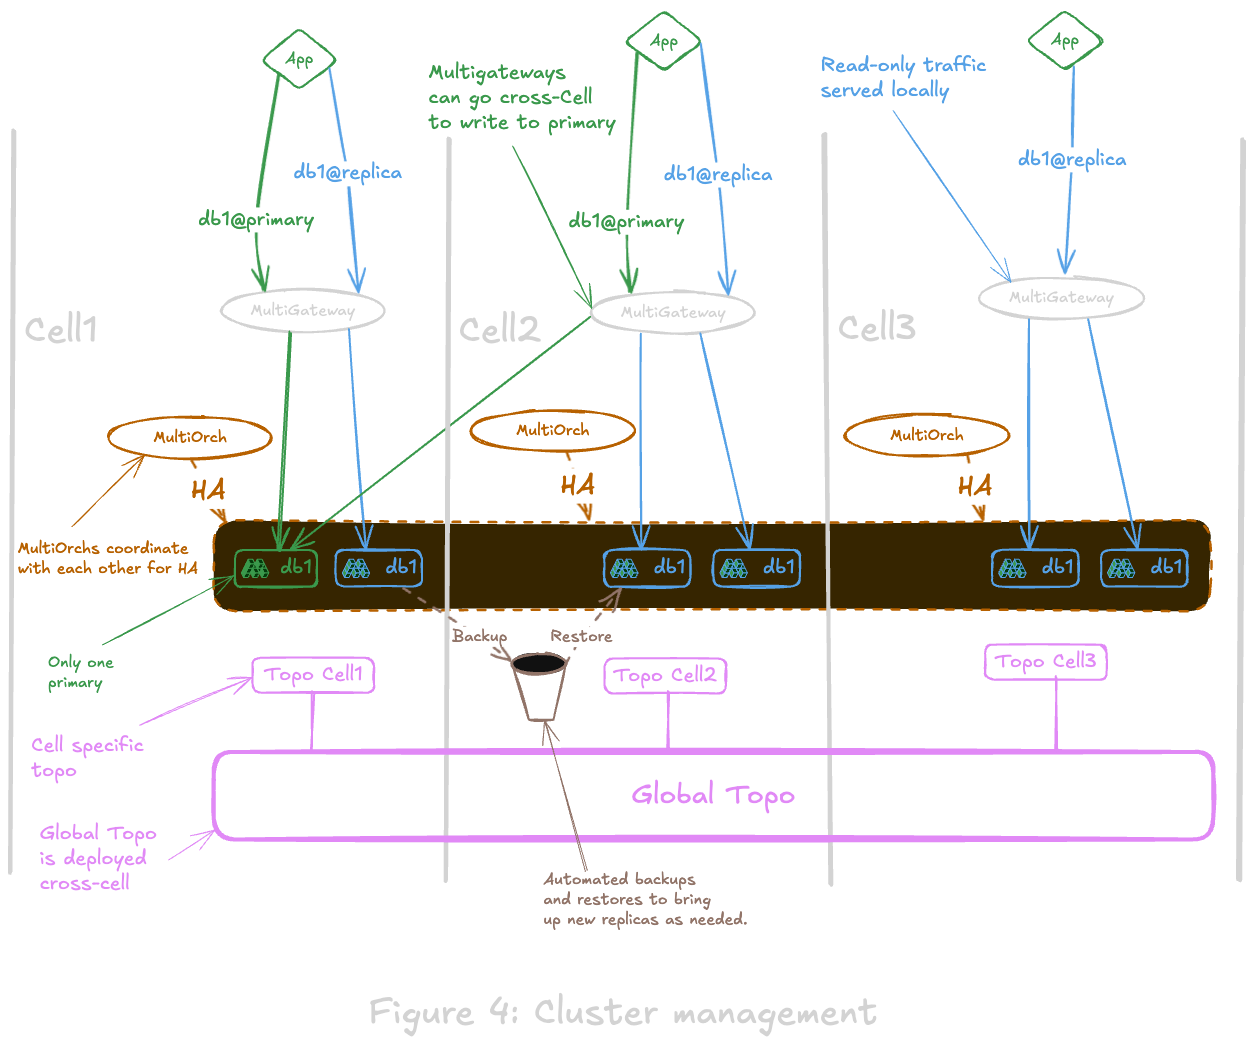 App
App
App
Multigateways
can go cross-Cell
to write to primary
Read-only traffic
served locally
db1@replica
db1@replica
db1@replica
db1@primary
db1@primary
MultiGateway
MultiGateway
MultiGateway
Cell1
Cell2
Cell3
MultiOrch
MultiOrch
MultiOrch
HA
HA
HA
MultiOrchs coordinate
with each other for HA
db1
db1
db1
db1
db1
db1
Backup
Restore
Only one
primary
Topo Cell1
Topo Cell2
Topo Cell3
Cell specific
topo
Global Topo
Global Topo
is deployed
cross-cell
Automated backups
and restores to bring
up new replicas as needed.
Figure 4: Cluster management